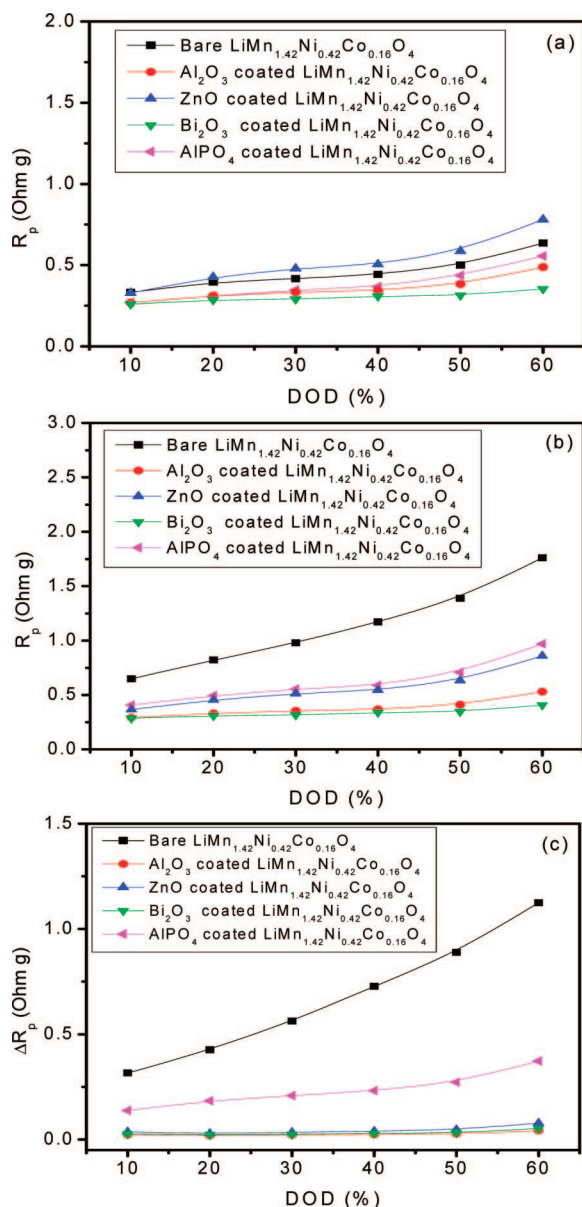 (a)
Bare LiMn1.42Ni0.42Co0.16O4
Al2O3 coated LiMn1.42Ni0.42Co0.16O4
ZnO coated LiMn1.42Ni0.42Co0.16O4
Bi2O3 coated LiMn1.42Ni0.42Co0.16O4
AlPO4 coated LiMn1.42Ni0.42Co0.16O4
Rp (Ohm g)
2.0
1.5
1.0
0.5
0.0
10 20 30 40 50 60
DOD (%)
(b)
Bare LiMn1.42Ni0.42Co0.16O4
Al2O3 coated LiMn1.42Ni0.42Co0.16O4
ZnO coated LiMn1.42Ni0.42Co0.16O4
Bi2O3 coated LiMn1.42Ni0.42Co0.16O4
AlPO4 coated LiMn1.42Ni0.42Co0.16O4
Rp (Ohm g)
3.0
2.5
2.0
1.5
1.0
0.5
0.0
10 20 30 40 50 60
DOD (%)
(c)
Bare LiMn1.42Ni0.42Co0.16O4
Al2O3 coated LiMn1.42Ni0.42Co0.16O4
ZnO coated LiMn1.42Ni0.42Co0.16O4
Bi2O3 coated LiMn1.42Ni0.42Co0.16O4
AlPO4 coated LiMn1.42Ni0.42Co0.16O4
ΔRp (Ohm g)
1.5
1.0
0.5
0.0
10 20 30 40 50 60
DOD (%)